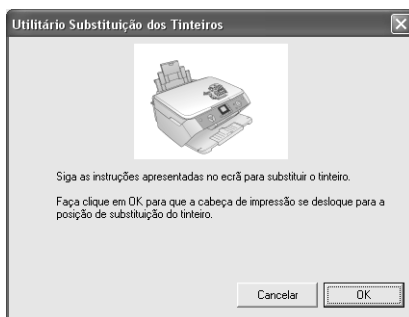 Utilitário Substituição dos Tinteiros
Siga as instruções apresentadas no ecrã para substituir o tinteiro.
Faça clique em OK para que a cabeça de impressão se desloque para a
posição de substituição do tinteiro.
Cancelar
OK